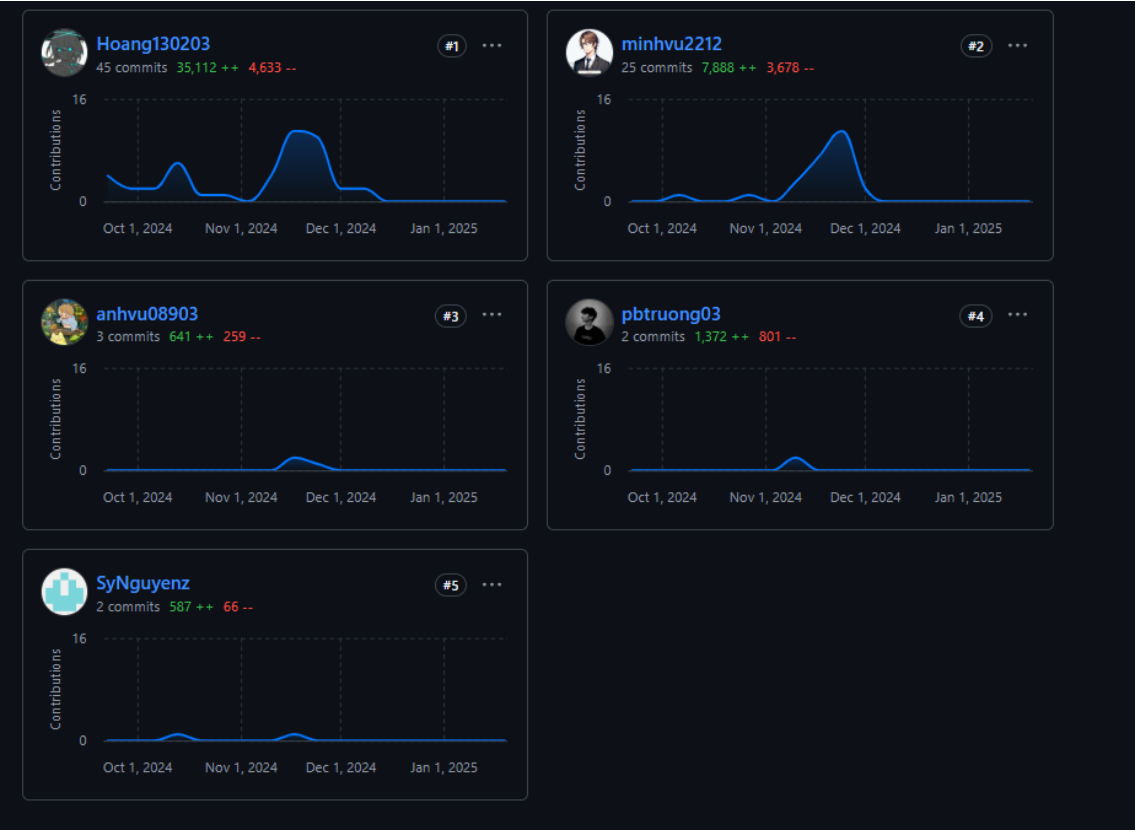 Hoang130203 #1 ...
45 commits 35,112 ++ 4,633 --
16
Contributions
0
Oct 1, 2024 Nov 1, 2024 Dec 1, 2024 Jan 1, 2025
minhvu2212 #2 ...
25 commits 7,888 ++ 3,678 --
16
Contributions
0
Oct 1, 2024 Nov 1, 2024 Dec 1, 2024 Jan 1, 2025
anhvu08903 #3 ...
3 commits 641 ++ 259 --
16
Contributions
0
Oct 1, 2024 Nov 1, 2024 Dec 1, 2024 Jan 1, 2025
pbtruong03 #4 ...
2 commits 1,372 ++ 801 --
16
Contributions
0
Oct 1, 2024 Nov 1, 2024 Dec 1, 2024 Jan 1, 2025
SyNguyenz #5 ...
2 commits 587 ++ 66 --
16
Contributions
0
Oct 1, 2024 Nov 1, 2024 Dec 1, 2024 Jan 1, 2025